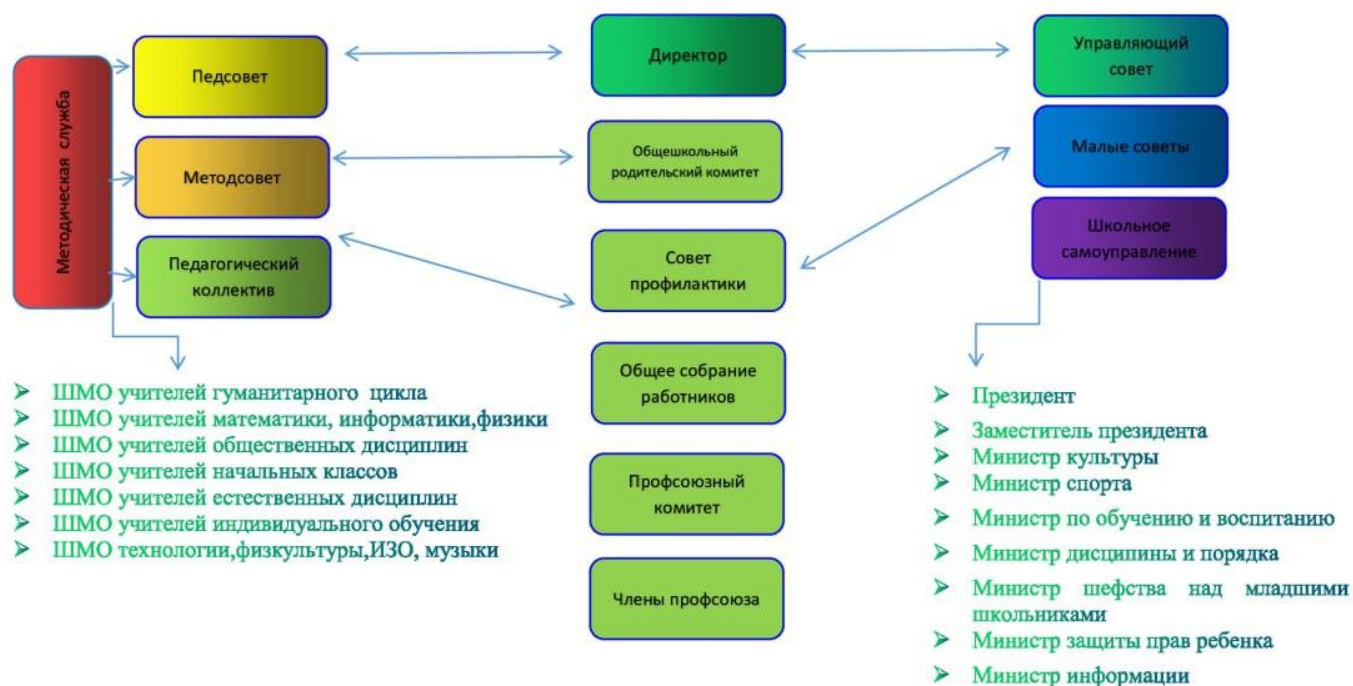 Методическая служба
Педсовет
Методсовет
Педагогический
коллектив
ШМО учителей гуманитарного цикла
ШМО учителей математики, информатики,физики
ШМО учителей общественных дисциплин
ШМО учителей начальных классов
ШМО учителей естественных дисциплин
ШМО учителей индивидуального обучения
ШМО технологии,физкультуры,ИЗО, музыки
Директор
Общешкольный
родительский комитет
Совет
профилактики
Общее собрание
работников
Профсоюзный
комитет
Члены профсоюза
Управляющий
совет
Малые советы
Школьное
самоуправление
Президент
Заместитель президента
Министр культуры
Министр спорта
Министр по обучению и воспитанию
Министр дисципины и порядка
Министр шефства над младшими
школьниками
Министр защиты прав ребенка
Министр информации